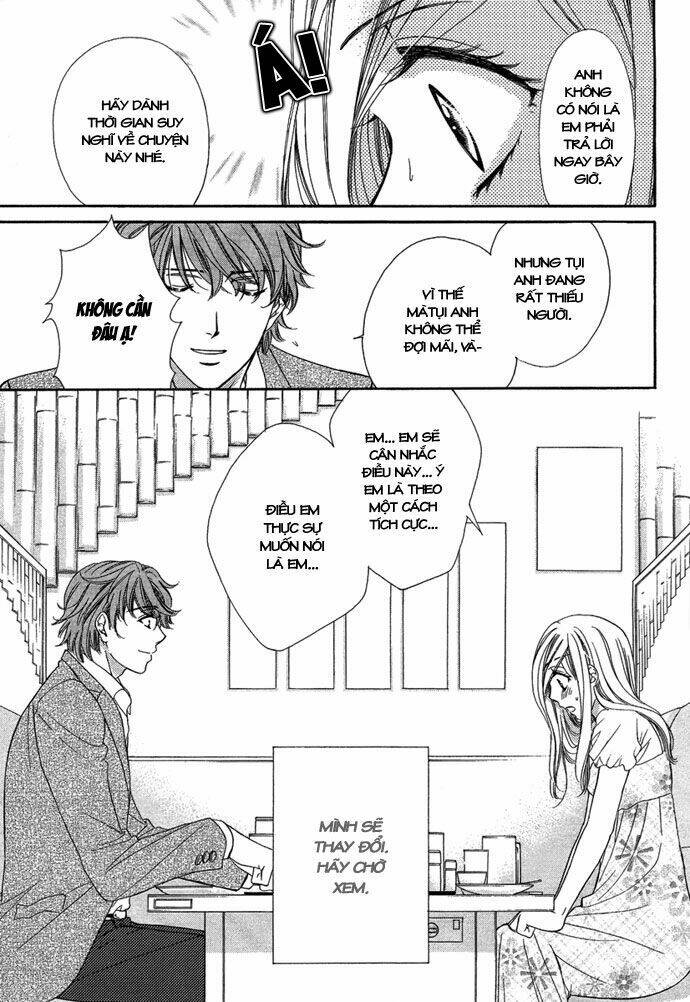 ANH
KHÔNG
CÓ NÓI LÀ
EM PHẢI
TRẢ LỜI
NGAY BÂY
GIỜ.
Á!
HÃY DÀNH
THỜI GIAN SUY
NGHĨ VỀ CHUYỆN
NÀY NHÉ.
NHƯNG TỤI
ANH ĐANG
RẤT THIẾU
NGƯỜI.
VÌ THẾ
MÀTỤI ANH
KHÔNG THỂ
ĐỢI MÃI, VÀ-
KHÔNG CẦN
ĐÂU Ạ!
EM... EM SẼ
CÂN NHẮC
ĐIỀU NÀY... Ý
EM LÀ THEO
MỘT CÁCH
TÍCH CỰC...
ĐIỀU EM
THỰC SỰ
MUỐN NÓI
LÀ EM...
MÌNH SẼ
THAY ĐỔI.
HÃY CHỜ
XEM.